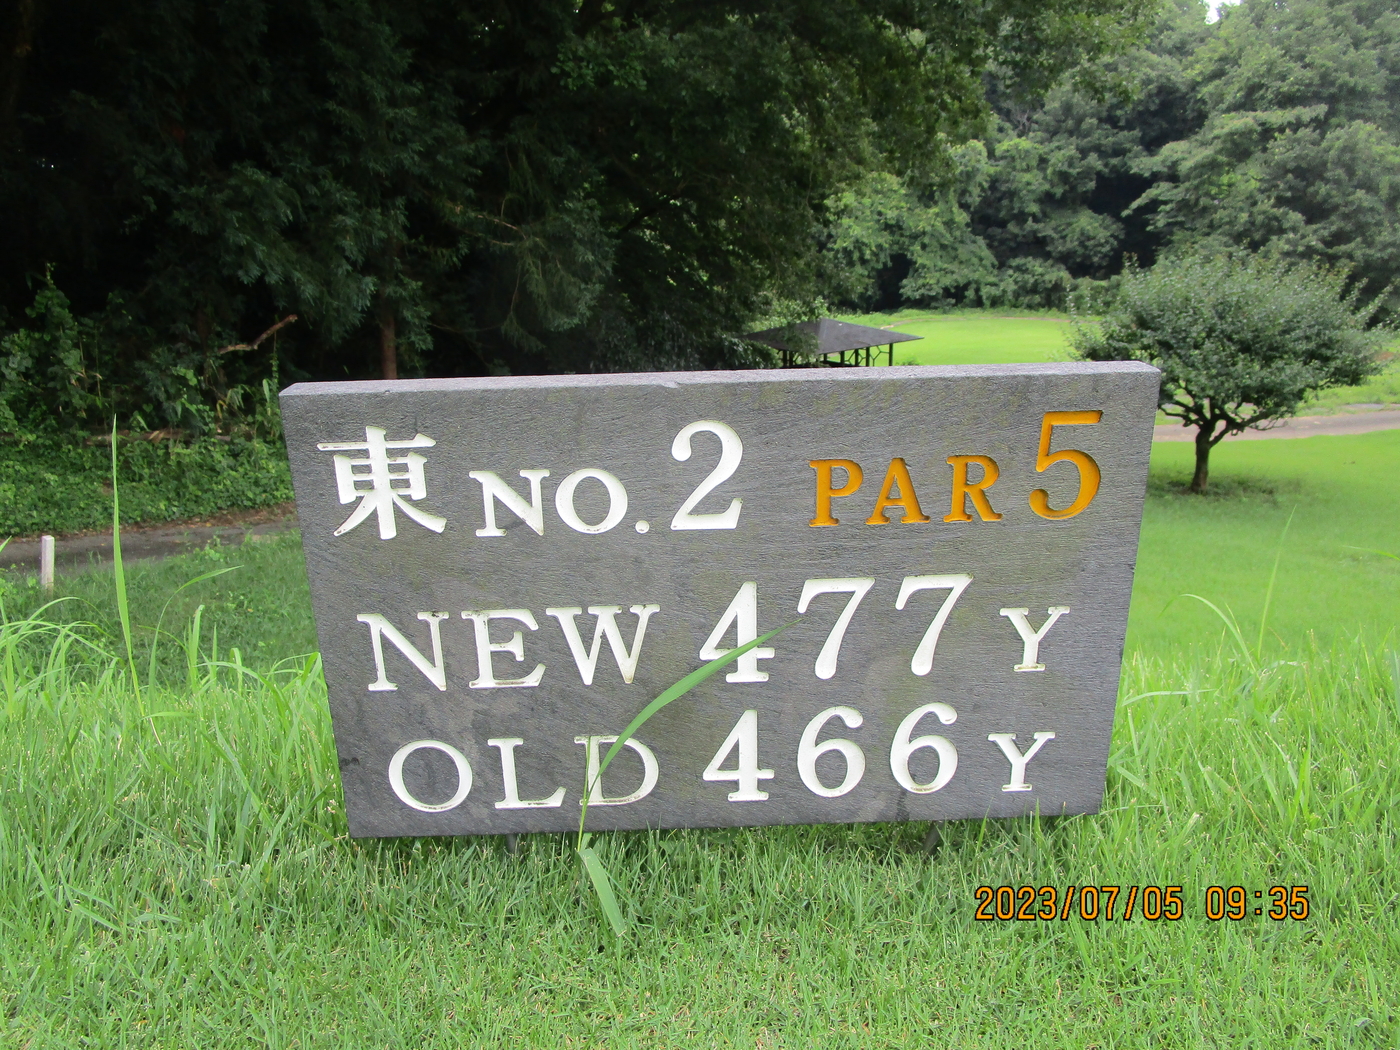 東 NO.2 PAR 5
NEW 477 Y
OLD 466 Y
2023/07/05 09:35